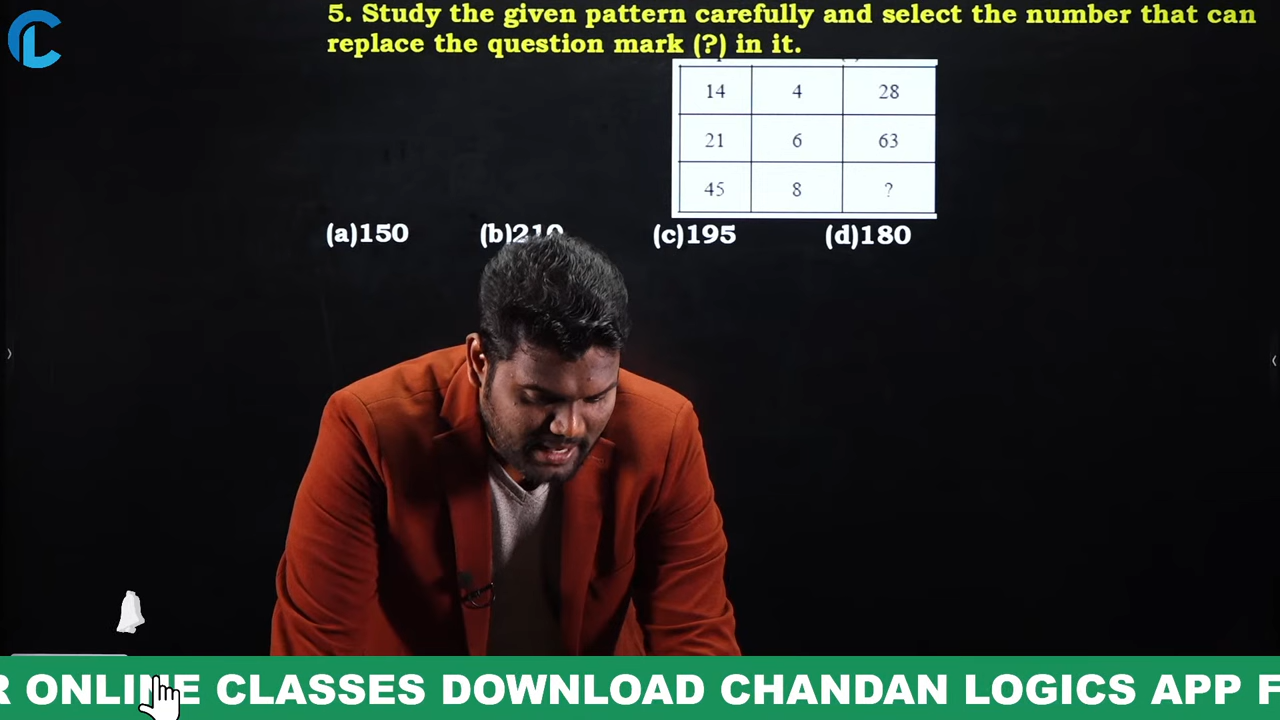 5. Study the given pattern carefully and select the number that can
replace the question mark (?) in it.
14 4 28
21 6 63
45 8 ?
(a)150 (b)210 (c)195 (d)180
R ONLINE CLASSES DOWNLOAD CHANDAN LOGICS APP F